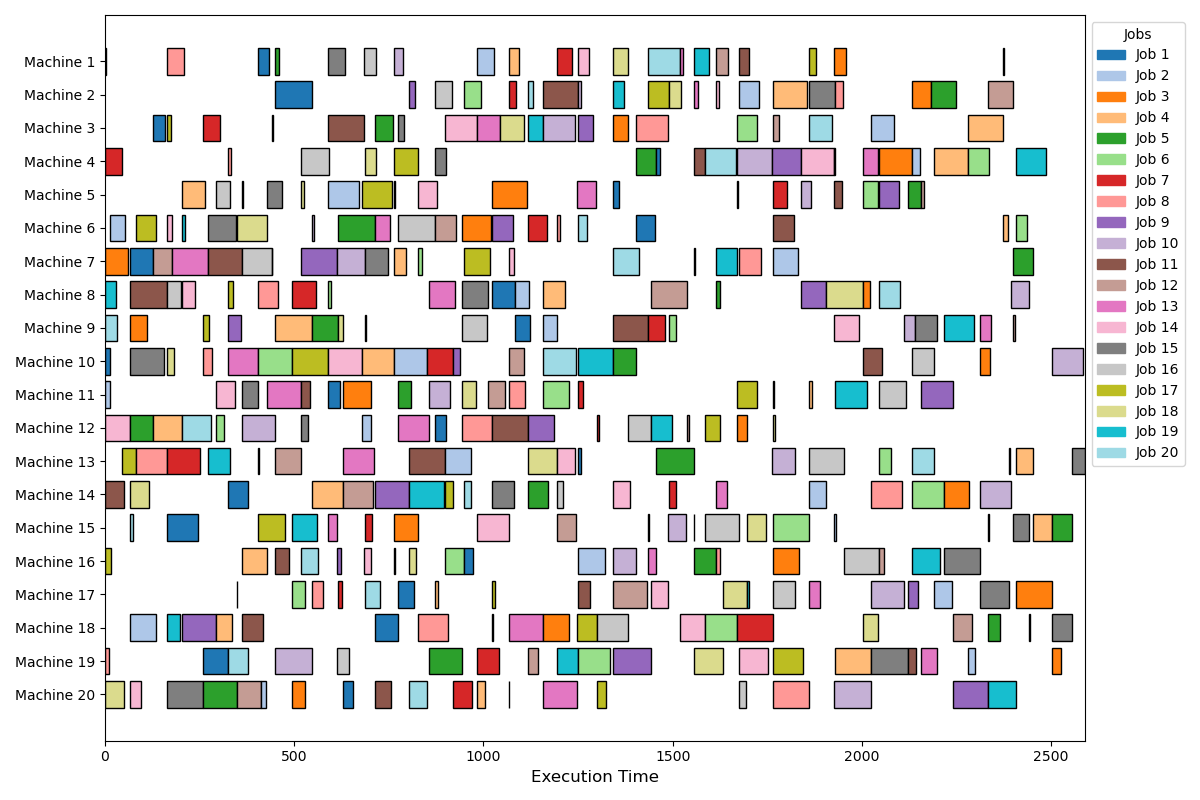 Machine 1
Machine 2
Machine 3
Machine 4
Machine 5
Machine 6
Machine 7
Machine 8
Machine 9
Machine 10
Machine 11
Machine 12
Machine 13
Machine 14
Machine 15
Machine 16
Machine 17
Machine 18
Machine 19
Machine 20
0 500 1000 1500 2000 2500
Execution Time
Jobs
Job 1
Job 2
Job 3
Job 4
Job 5
Job 6
Job 7
Job 8
Job 9
Job 10
Job 11
Job 12
Job 13
Job 14
Job 15
Job 16
Job 17
Job 18
Job 19
Job 20